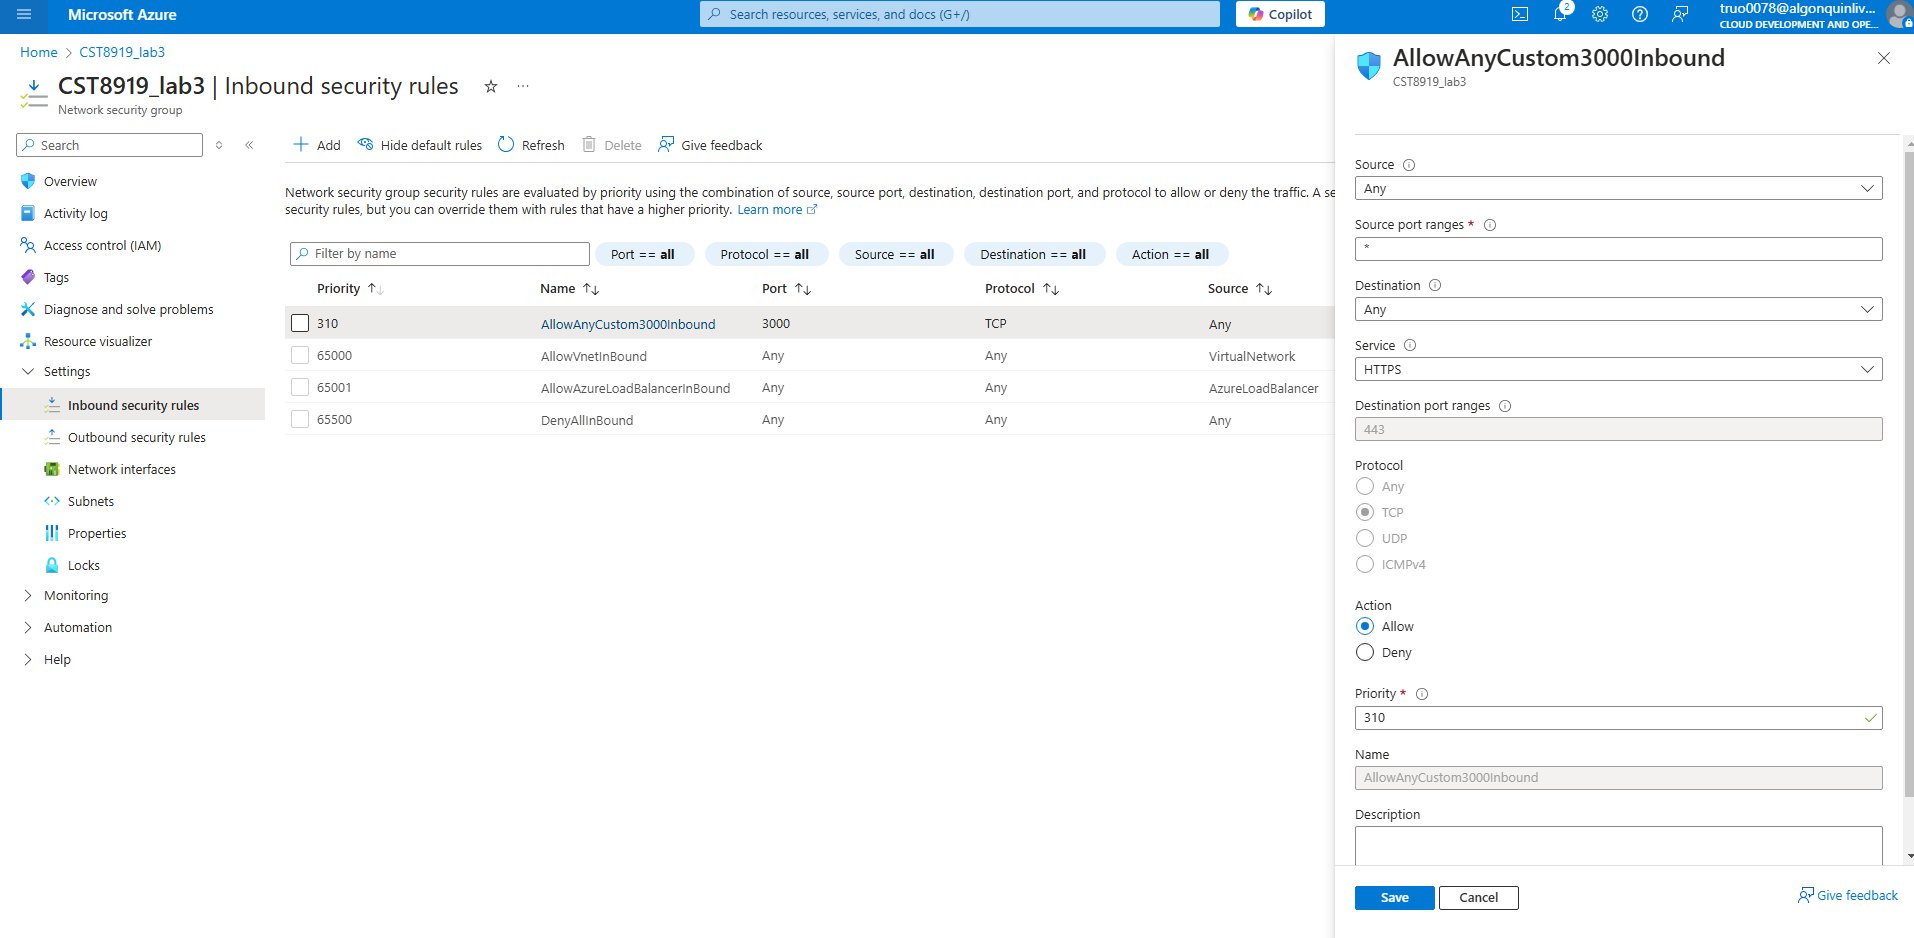 Microsoft Azure
Search resources, services, and docs (G+/)
Copilot
2
truo0078@algonquinliv...
CLOUD DEVELOPMENT AND OPE...
Home > CST8919_lab3
CST8919_lab3 | Inbound security rules
Network security group
Search
Overview
Activity log
Access control (IAM)
Tags
Diagnose and solve problems
Resource visualizer
Settings
Inbound security rules
Outbound security rules
Network interfaces
Subnets
Properties
Locks
Monitoring
Automation
Help
Add Hide default rules Refresh Delete Give feedback
Network security group security rules are evaluated by priority using the combination of source, source port, destination, destination port, and protocol to allow or deny the traffic. A se
security rules, but you can override them with rules that have a higher priority. Learn more
Filter by name Port == all Protocol == all Source == all Destination == all Action == all
Priority Name Port Protocol Source
310 AllowAnyCustom3000Inbound 3000 TCP Any
65000 AllowVnetInBound Any Any VirtualNetwork
65001 AllowAzureLoadBalancerInBound Any Any AzureLoadBalancer
65500 DenyAllInBound Any Any Any
AllowAnyCustom3000Inbound
CST8919_lab3
Source
Any
Source port ranges *
*
Destination
Any
Service
HTTPS
Destination port ranges
443
Protocol
Any
TCP
UDP
ICMPv4
Action
Allow
Deny
Priority *
310
Name
AllowAnyCustom3000Inbound
Description
Save Cancel Give feedback